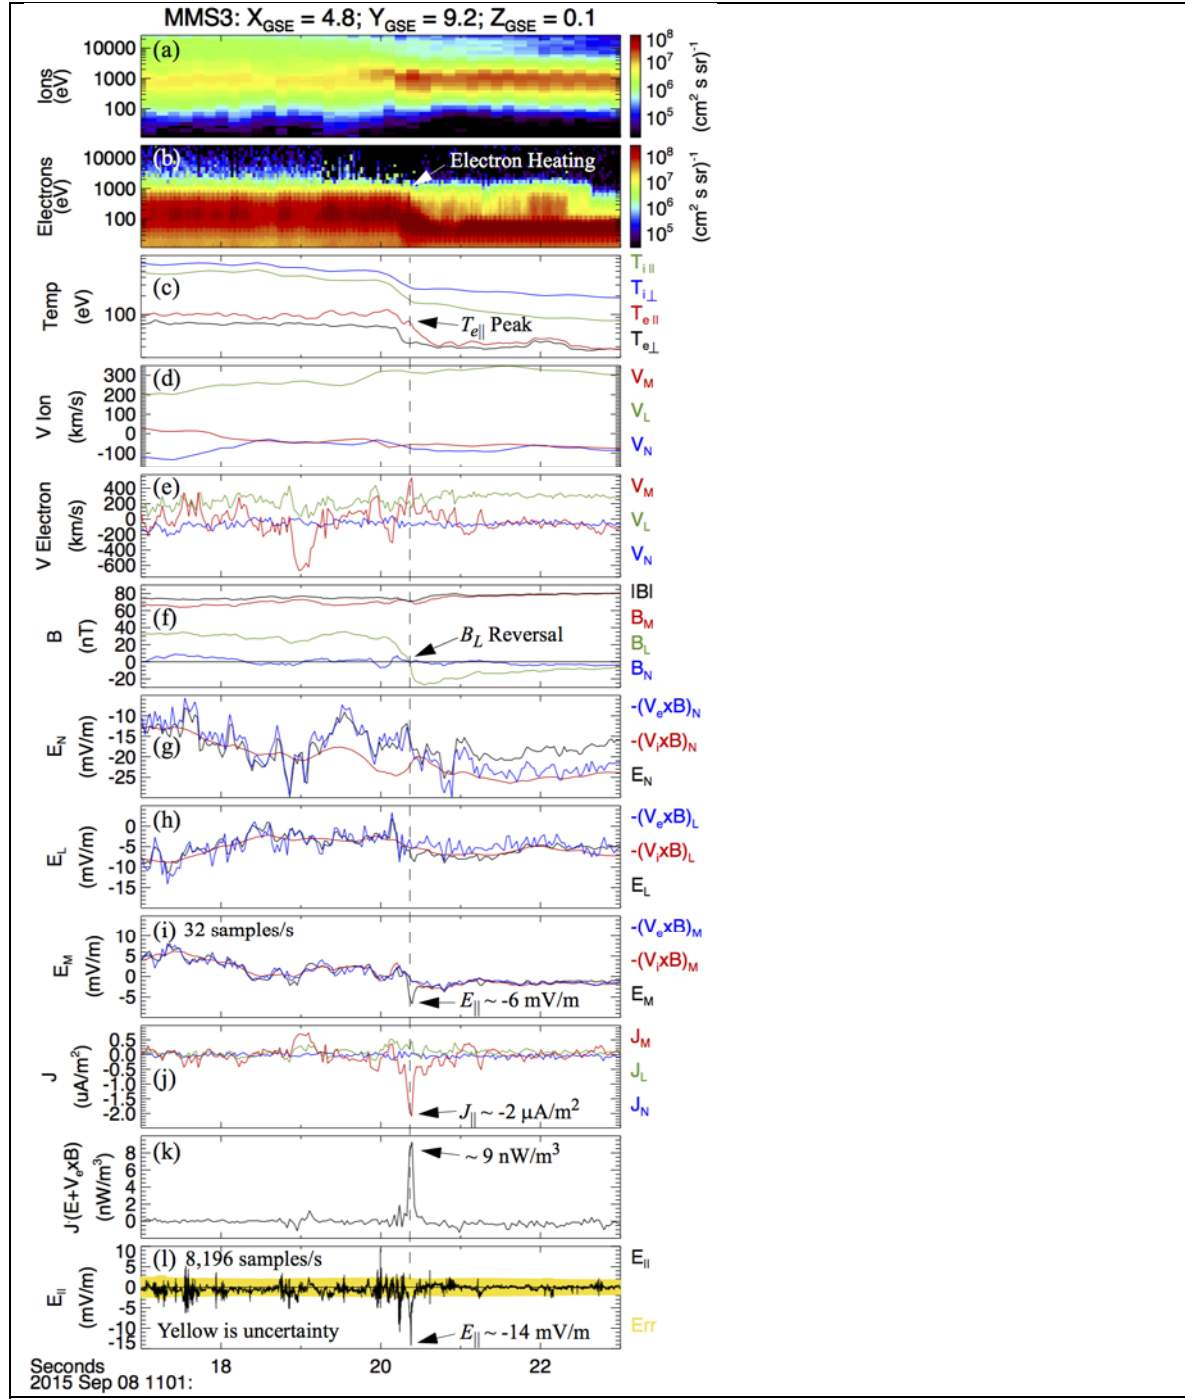 MMS3: X_GSE = 4.8; Y_GSE = 9.2; Z_GSE = 0.1
(a)
Ions
(eV)
10000
1000
100
10^8
10^7
10^6
10^5
(cm^2 s sr)^-1
(b)
Electron Heating
Electrons
(eV)
10000
1000
100
10^8
10^7
10^6
10^5
(cm^2 s sr)^-1
(c)
Temp
(eV)
100
T_e|| Peak
T_i||
T_i⊥
T_e||
T_e⊥
(d)
V Ion
(km/s)
300
200
100
0
-100
V_M
V_L
V_N
(e)
V Electron
(km/s)
400
200
0
-200
-400
-600
V_M
V_L
V_N
(f)
B
(nT)
80
60
40
20
0
-20
B_L Reversal
|B|
B_M
B_L
B_N
(g)
E_N
(mV/m)
-10
-15
-20
-25
-(V_exB)_N
-(V_ixB)_N
E_N
(h)
E_L
(mV/m)
0
-5
-10
-15
-(V_exB)_L
-(V_ixB)_L
E_L
(i) 32 samples/s
E_M
(mV/m)
10
5
0
-5
E_|| ~ -6 mV/m
-(V_exB)_M
-(V_ixB)_M
E_M
(j)
J
(uA/m^2)
0.5
0.0
-0.5
-1.0
-1.5
-2.0
J_|| ~ -2 μA/m^2
J_M
J_L
J_N
(k)
J·(E+V_exB)
(nW/m^3)
8
6
4
2
0
~ 9 nW/m^3
(l) 8,196 samples/s
E_||
(mV/m)
10
5
0
-5
-10
-15
Yellow is uncertainty
E_|| ~ -14 mV/m
E_||
Err
Seconds
18
20
22
2015 Sep 08 1101: